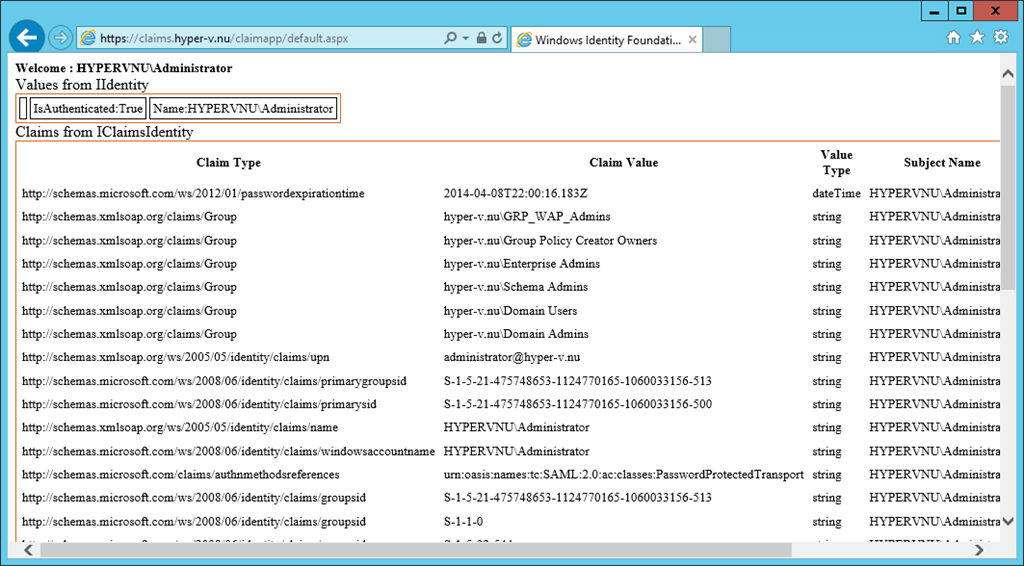 https://claims.hyper-v.nu/claimapp/default.aspx
Windows Identity Foundati...
Welcome : HYPERVNU\Administrator
Values from IIdentity
IsAuthenticated:True Name:HYPERVNU\Administrator
Claims from IClaimsIdentity
Claim Type Claim Value Value Type Subject Name
http://schemas.microsoft.com/ws/2012/01/passwordexpirationtime 2014-04-08T22:00:16.183Z dateTime HYPERVNU\Administra
http://schemas.xmlsoap.org/claims/Group hyper-v.nu\GRP_WAP_Admins string HYPERVNU\Administra
http://schemas.xmlsoap.org/claims/Group hyper-v.nu\Group Policy Creator Owners string HYPERVNU\Administra
http://schemas.xmlsoap.org/claims/Group hyper-v.nu\Enterprise Admins string HYPERVNU\Administra
http://schemas.xmlsoap.org/claims/Group hyper-v.nu\Schema Admins string HYPERVNU\Administra
http://schemas.xmlsoap.org/claims/Group hyper-v.nu\Domain Users string HYPERVNU\Administra
http://schemas.xmlsoap.org/claims/Group hyper-v.nu\Domain Admins string HYPERVNU\Administra
http://schemas.xmlsoap.org/ws/2005/05/identity/claims/upn administrator@hyper-v.nu string HYPERVNU\Administra
http://schemas.microsoft.com/ws/2008/06/identity/claims/primarygroupsid S-1-5-21-475748653-1124770165-1060033156-513 string HYPERVNU\Administra
http://schemas.microsoft.com/ws/2008/06/identity/claims/primarysid S-1-5-21-475748653-1124770165-1060033156-500 string HYPERVNU\Administra
http://schemas.xmlsoap.org/ws/2005/05/identity/claims/name HYPERVNU\Administrator string HYPERVNU\Administra
http://schemas.microsoft.com/ws/2008/06/identity/claims/windowsaccountname HYPERVNU\Administrator string HYPERVNU\Administra
http://schemas.microsoft.com/claims/authnmethodsreferences urn:oasis:names:tc:SAML:2.0:ac:classes:PasswordProtectedTransport string HYPERVNU\Administra
http://schemas.microsoft.com/ws/2008/06/identity/claims/groupsid S-1-5-21-475748653-1124770165-1060033156-513 string HYPERVNU\Administra
http://schemas.microsoft.com/ws/2008/06/identity/claims/groupsid S-1-1-0 string HYPERVNU\Administra